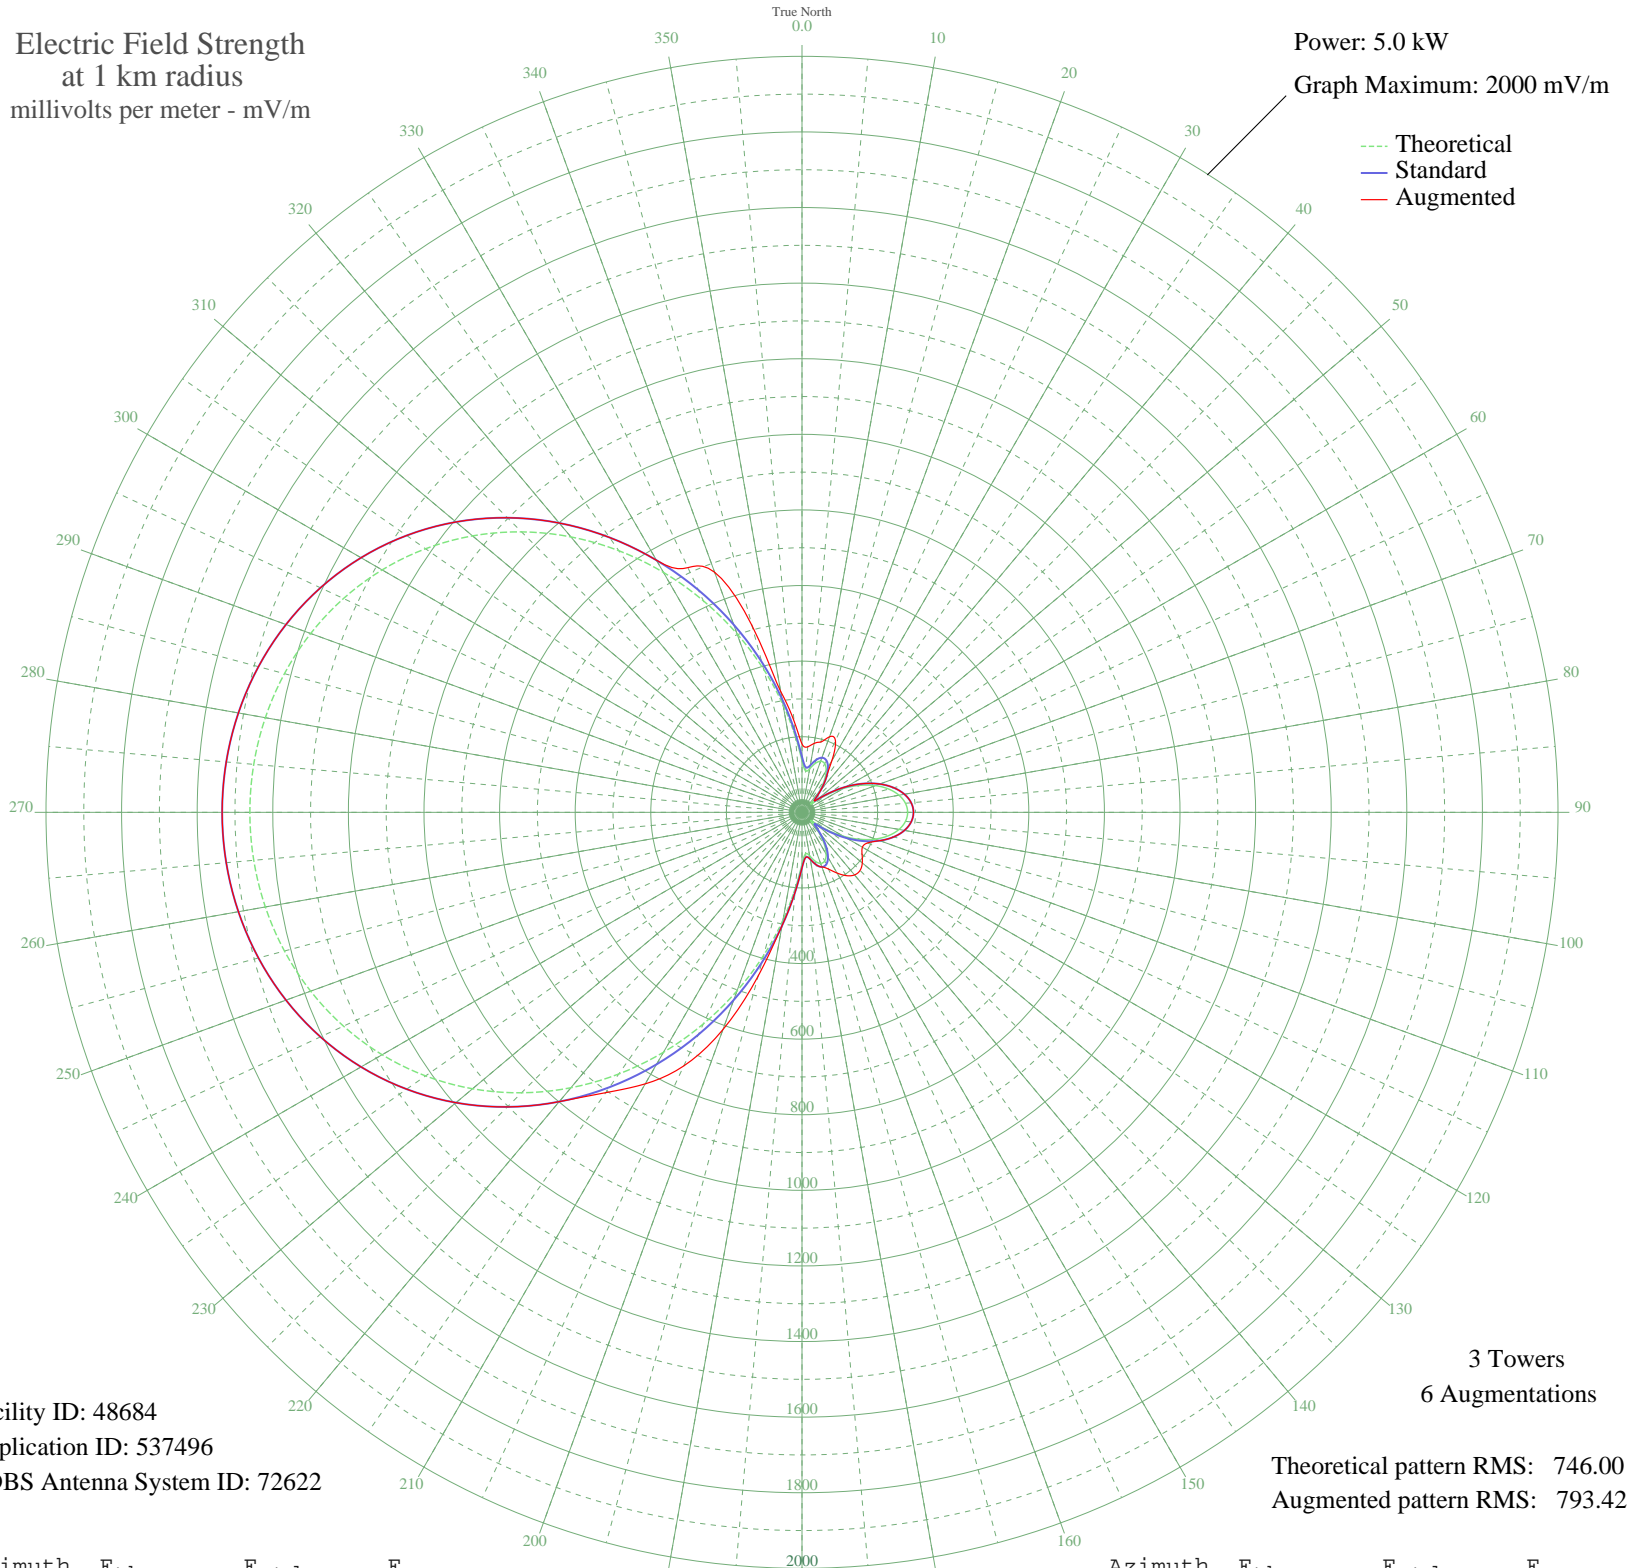 True North
Electric Field Strength
at 1 km radius
millivolts per meter - mV/m
Power: 5.0 kW
Graph Maximum: 2000 mV/m
Theoretical
Standard
Augmented
0.0
10
20
30
40
50
60
70
80
90
100
110
120
130
140
150
160
200
210
220
230
240
250
260
270
280
290
300
310
320
330
340
350
400
600
800
1000
1200
1400
1600
1800
2000
3 Towers
6 Augmentations
cility ID: 48684
plication ID: 537496
DBS Antenna System ID: 72622
Theoretical pattern RMS: 746.00
Augmented pattern RMS: 793.42
Azimuth